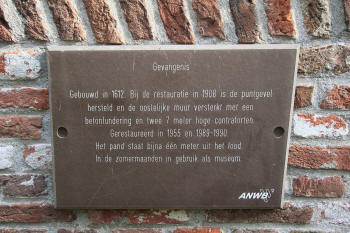 Gevangenis
Gebouwd in 1612. Bij de restauratie in 1908 is de puntgevel
hersteld en de oostelijke muur versterkt met een
betonfundering en twee 7 meter hoge contraforten.
Gerestaureerd in 1955 en 1989-1990.
Het pand staat bijna één meter uit het lood.
In de zomermaanden in gebruik als museum.
ANWB